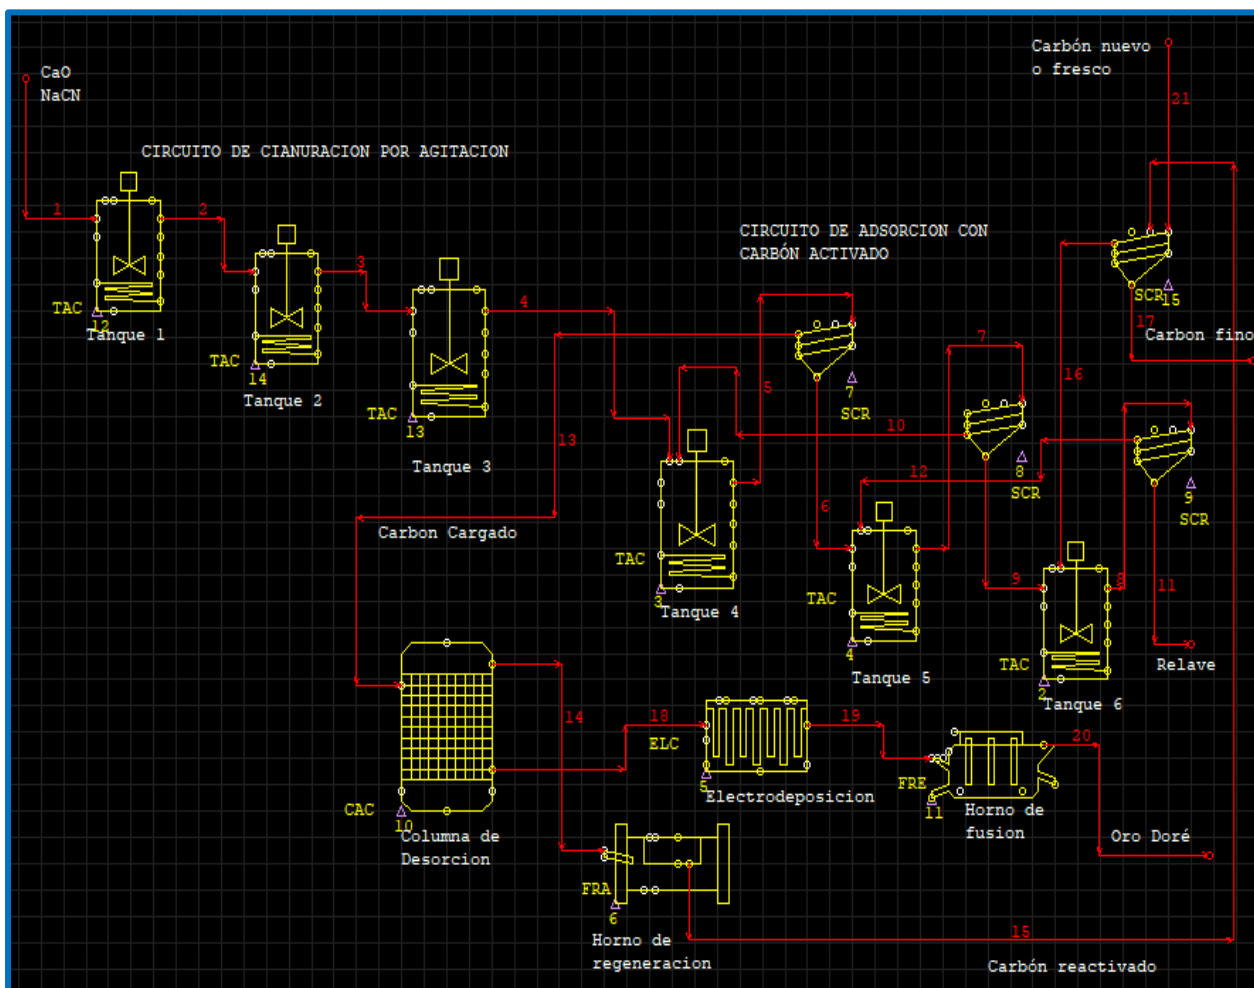 Carbón nuevo
o fresco
CaO
NaCN
21
CIRCUITO DE CIANURACION POR AGITACION
1
2
CIRCUITO DE ADSORCION CON
CARBÓN ACTIVADO
3
TAC
12
Tanque 1
4
SCR
15
17
Carbon fino
TAC
14
Tanque 2
5
7
16
7
SCR
TAC
13
Tanque 3
13
10
8
SCR
12
9
SCR
Carbon Cargado
6
TAC
3
Tanque 4
TAC
4
Tanque 5
9
8
11
Relave
TAC
2
Tanque 6
14
18
ELC
5
Electrodeposicion
19
FRE
11
Horno de
fusion
20
Oro Doré
CAC
10
Columna de
Desorcion
FRA
6
Horno de
regeneracion
15
Carbón reactivado